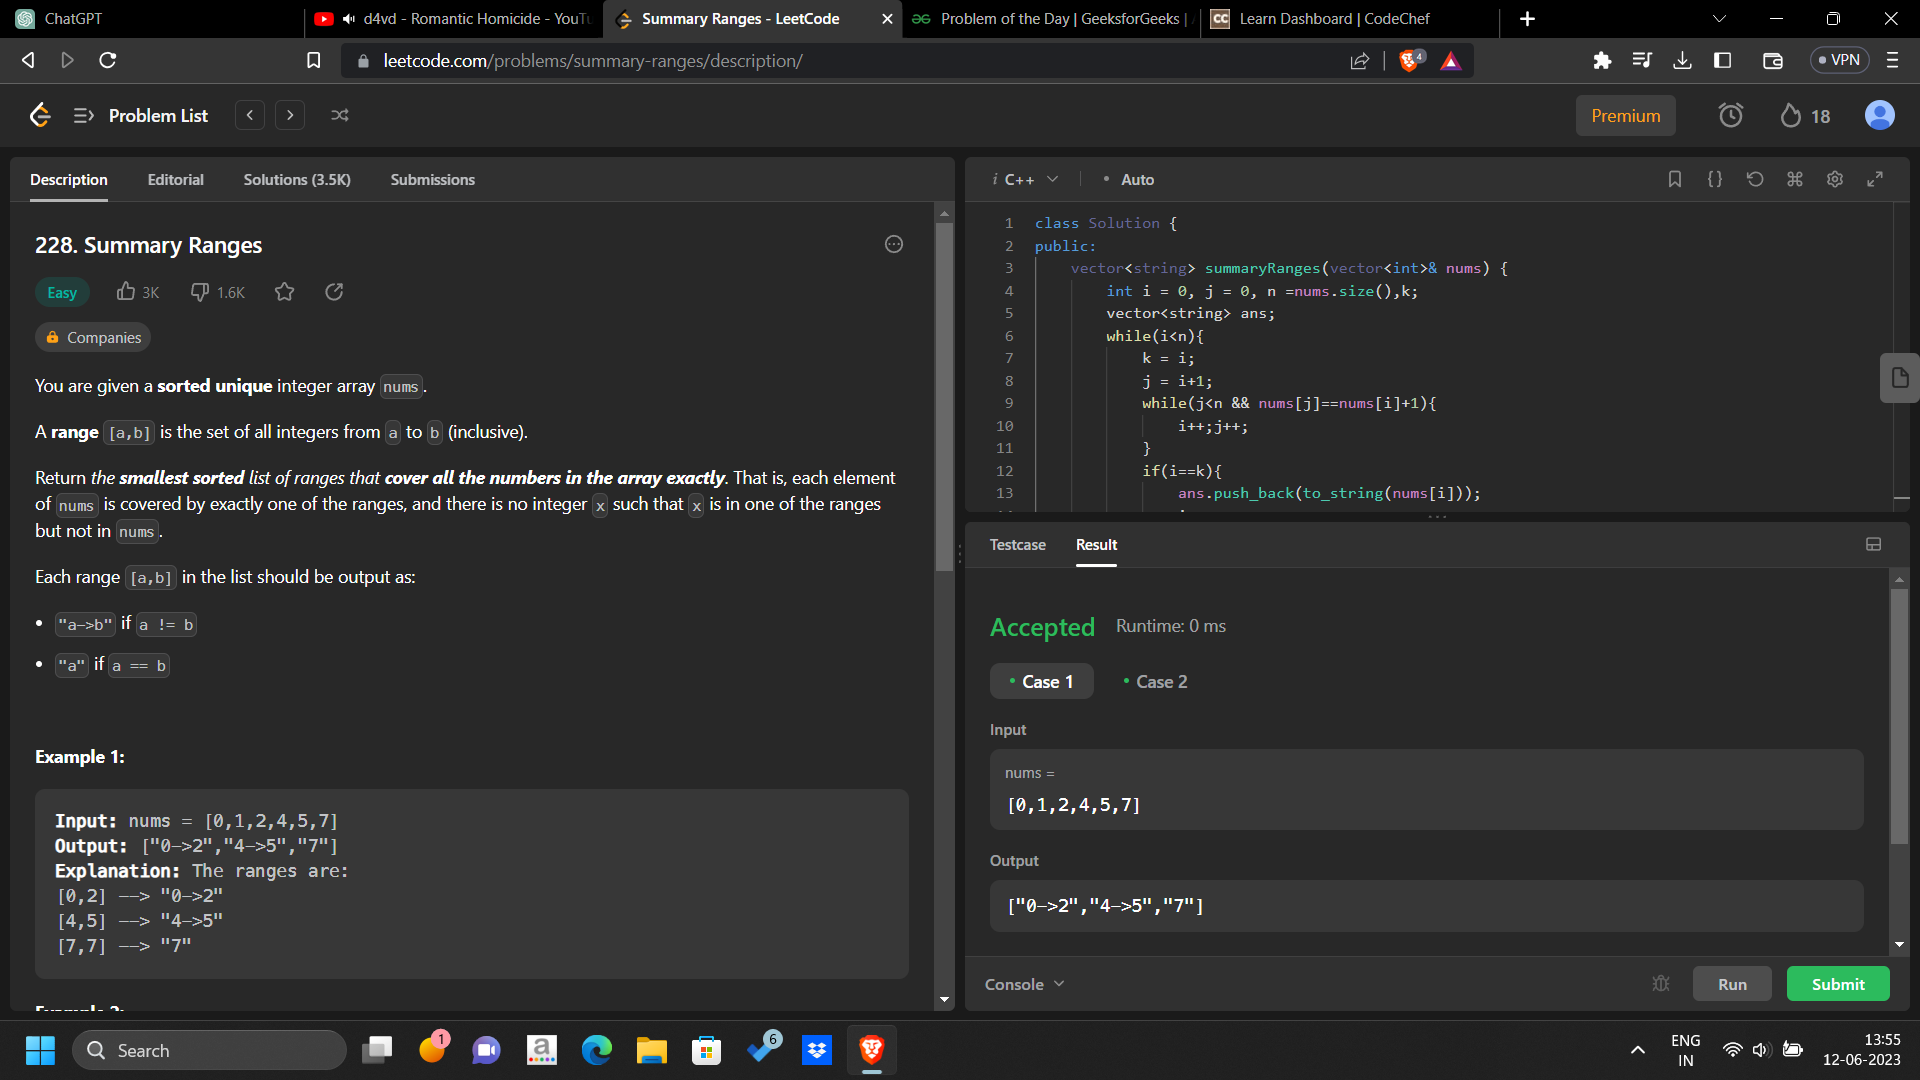 ChatGPT
d4vd - Romantic Homicide - YouTu
Summary Ranges - LeetCode
Problem of the Day | GeeksforGeeks |
CC Learn Dashboard | CodeChef
leetcode.com/problems/summary-ranges/description/
4
VPN
Problem List
Premium
18
Description Editorial Solutions (3.5K) Submissions
228. Summary Ranges
Easy 3K 1.6K
Companies
You are given a sorted unique integer array nums.
A range [a,b] is the set of all integers from a to b (inclusive).
Return the smallest sorted list of ranges that cover all the numbers in the array exactly. That is, each element
of nums is covered by exactly one of the ranges, and there is no integer x such that x is in one of the ranges
but not in nums.
Each range [a,b] in the list should be output as:
• "a->b" if a != b
• "a" if a == b
Example 1:
Input: nums = [0,1,2,4,5,7]
Output: ["0->2","4->5","7"]
Explanation: The ranges are:
[0,2] --> "0->2"
[4,5] --> "4->5"
[7,7] --> "7"
i C++ • Auto
1 class Solution {
2 public:
3 vector<string> summaryRanges(vector<int>& nums) {
4 int i = 0, j = 0, n =nums.size(),k;
5 vector<string> ans;
6 while(i<n){
7 k = i;
8 j = i+1;
9 while(j<n && nums[j]==nums[i]+1){
10 i++;j++;
11 }
12 if(i==k){
13 ans.push_back(to_string(nums[i]));
Testcase Result
Accepted Runtime: 0 ms
• Case 1 • Case 2
Input
nums =
[0,1,2,4,5,7]
Output
["0->2","4->5","7"]
Console Run Submit
Search
1
a
6
ENG
IN
13:55
12-06-2023